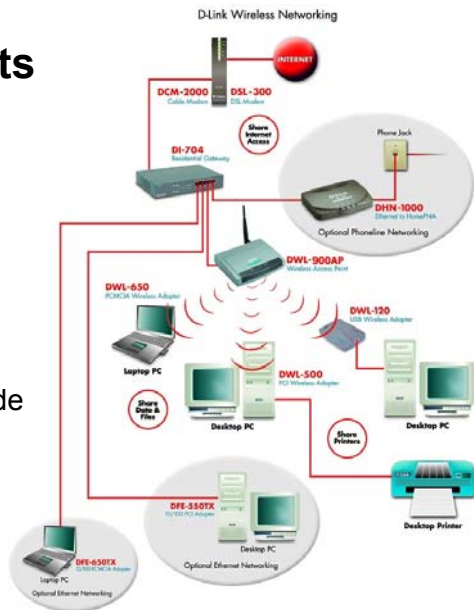 D-Link Wireless Networking
ts
INTERNET
DCM-2000
Cable Modem
DSL-300
DSL Modem
Share
Internet
Access
Phone Jack
DI-704
Residential Gateway
DHN-1000
Ethernet to HomePNA
Optional Phoneline Networking
DWL-900AP
Wireless Access Point
DWL-650
PCMCIA Wireless Adapter
DWL-120
USB Wireless Adapter
Laptop PC
DWL-500
PCI Wireless Adapter
de
Share
Data &
Files
Desktop PC
Share
Printers
Desktop PC
Desktop Printer
DFE-550TX
10/100 PCI Adapter
Desktop PC
Optional Ethernet Networking
DFE-650TX
10/100 PCMCIA Adapter
Laptop PC
Optional Ethernet Networking